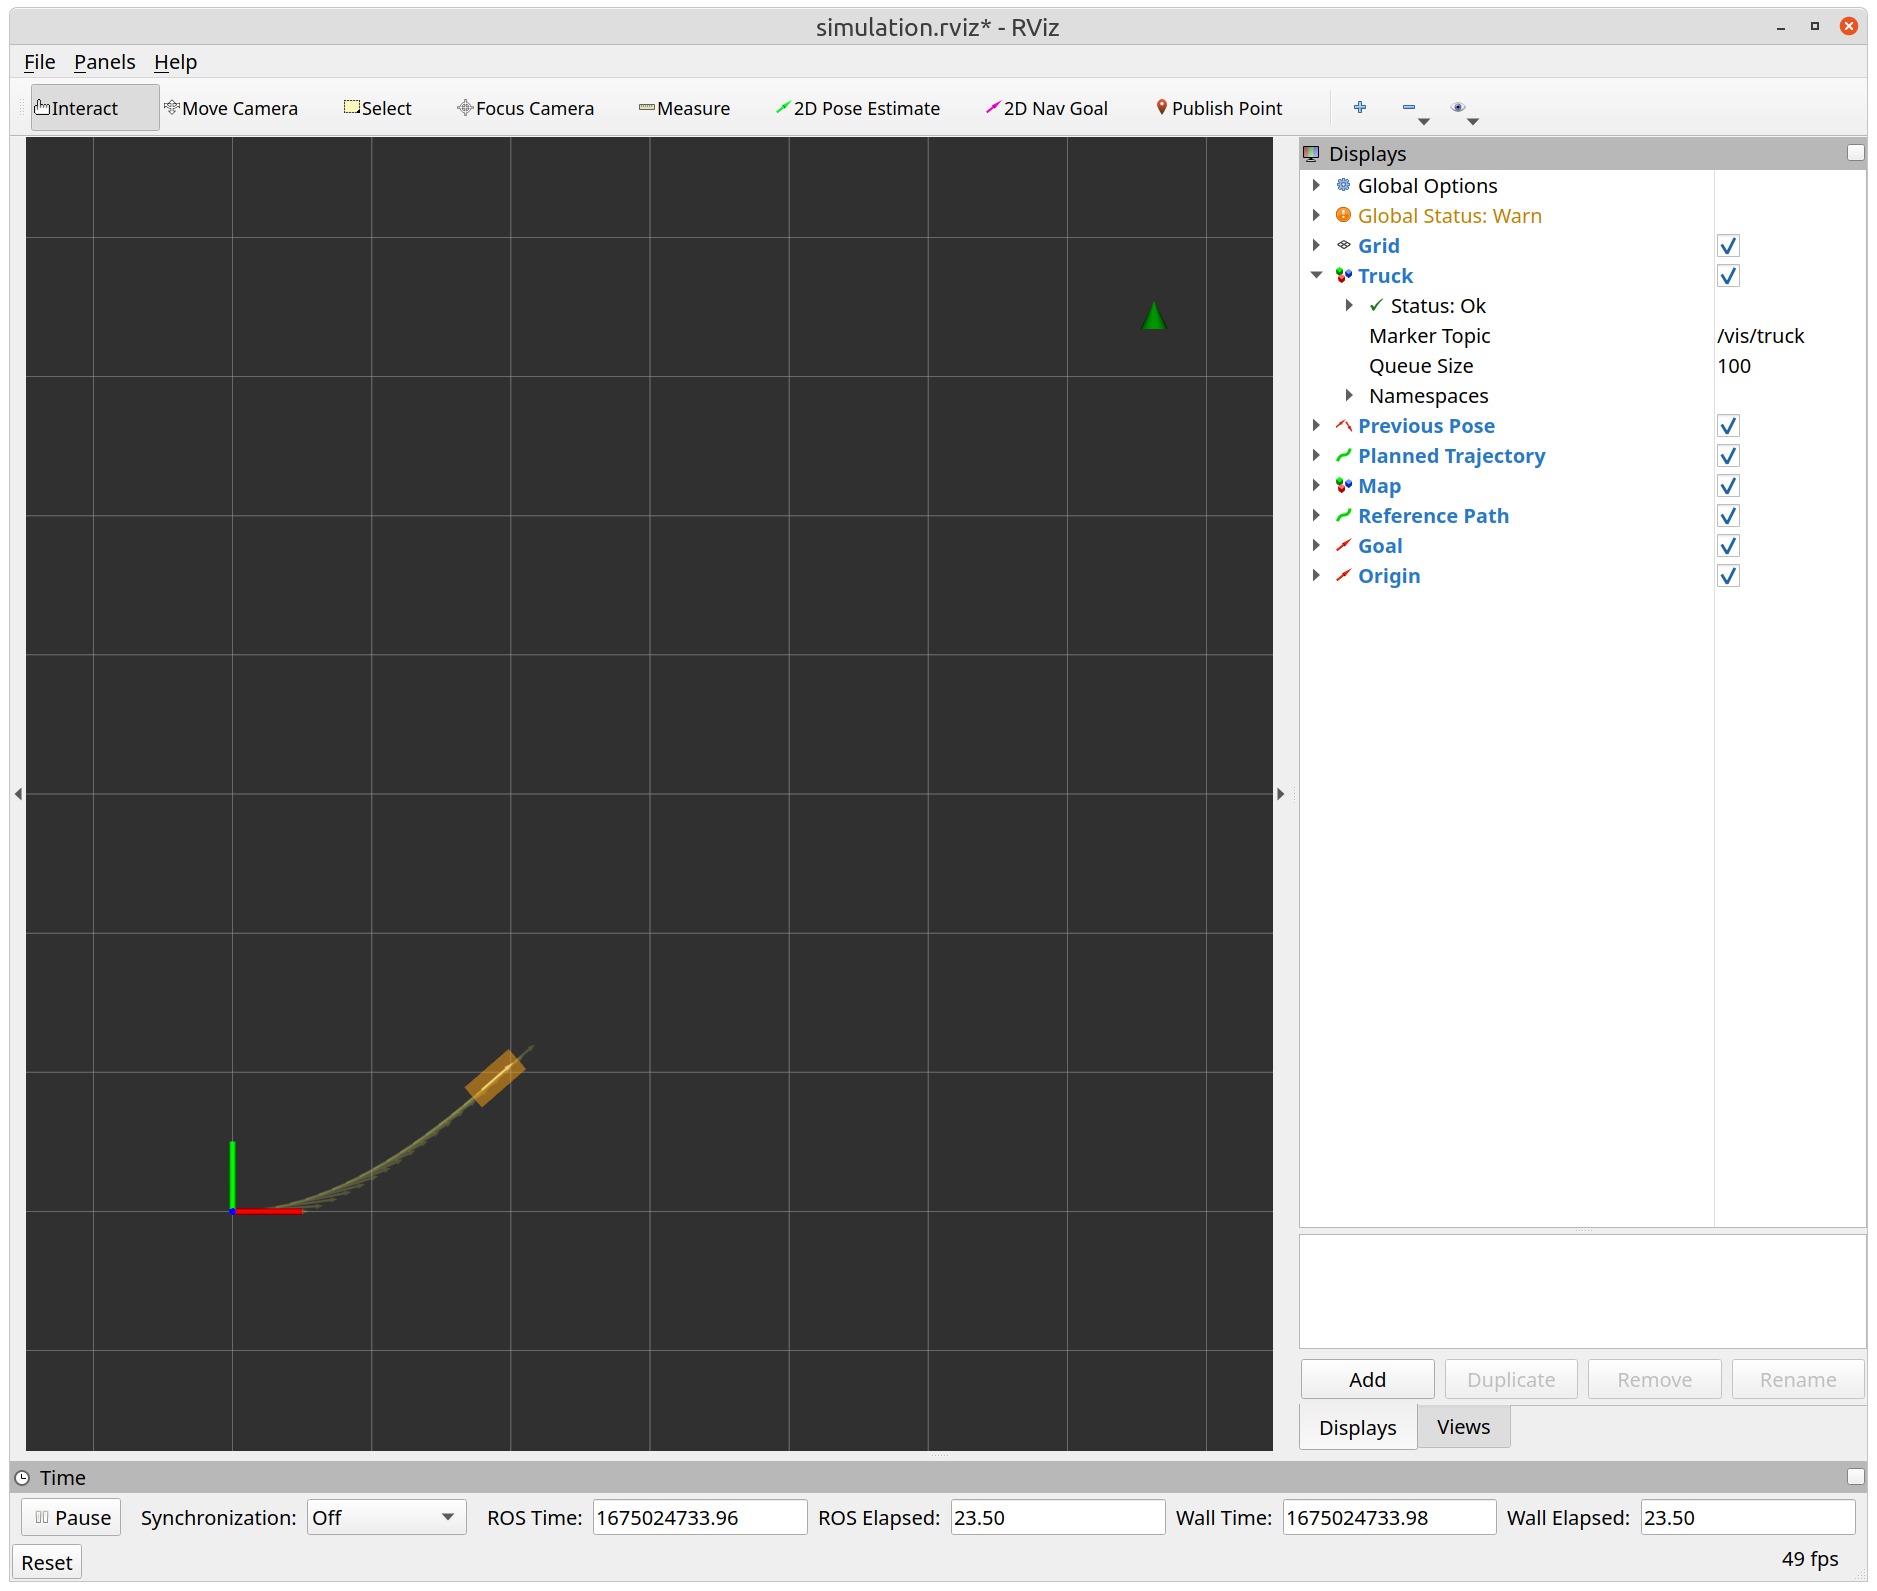 simulation.rviz* - RViz
File Panels Help
Interact Move Camera Select Focus Camera Measure 2D Pose Estimate 2D Nav Goal Publish Point
Displays
Global Options
Global Status: Warn
Grid
Truck
Status: Ok
Marker Topic /vis/truck
Queue Size 100
Namespaces
Previous Pose
Planned Trajectory
Map
Reference Path
Goal
Origin
Add Duplicate Remove Rename
Displays Views
Time
Pause Synchronization: Off ROS Time: 1675024733.96 ROS Elapsed: 23.50 Wall Time: 1675024733.98 Wall Elapsed: 23.50
Reset 49 fps